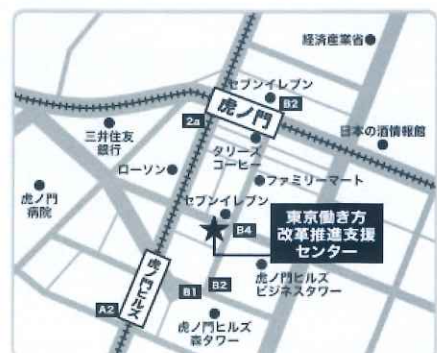 経済産業省
セブンイレブン
B2
虎ノ門
2a
三井住友
銀行
タリーズ
コーヒー
日本の酒情報館
ローソン
ファミリーマート
虎ノ門
病院
セブンイレブン
東京働き方
改革推進支援
センター
B4
虎ノ門ヒルズ
虎ノ門ヒルズ
ビジネスタワー
B1
B2
A2
虎ノ門ヒルズ
森タワー